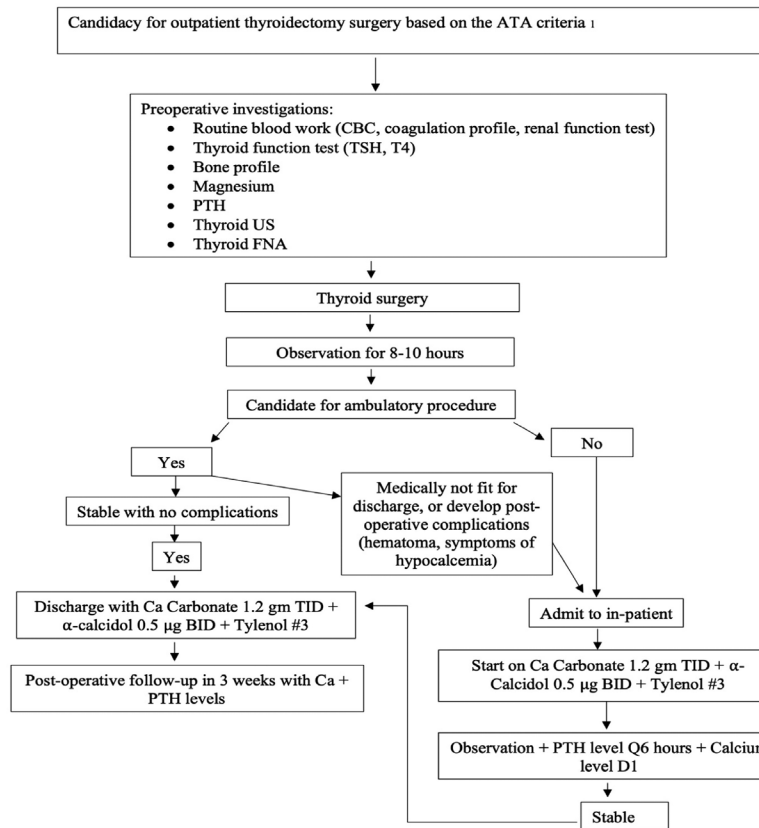 Candidacy for outpatient thyroidectomy surgery based on the ATA criteria 1
Preoperative investigations:
• Routine blood work (CBC, coagulation profile, renal function test)
• Thyroid function test (TSH, T4)
• Bone profile
• Magnesium
• PTH
• Thyroid US
• Thyroid FNA
Thyroid surgery
Observation for 8-10 hours
Candidate for ambulatory procedure
Yes
No
Stable with no complications
Medically not fit for
discharge, or develop post-
operative complications
(hematoma, symptoms of
hypocalcemia)
Yes
Discharge with Ca Carbonate 1.2 gm TID +
α-calcidol 0.5 µg BID + Tylenol #3
Admit to in-patient
Post-operative follow-up in 3 weeks with Ca +
PTH levels
Start on Ca Carbonate 1.2 gm TID + α-
Calcidol 0.5 µg BID + Tylenol #3
Observation + PTH level Q6 hours + Calcium
level D1
Stable